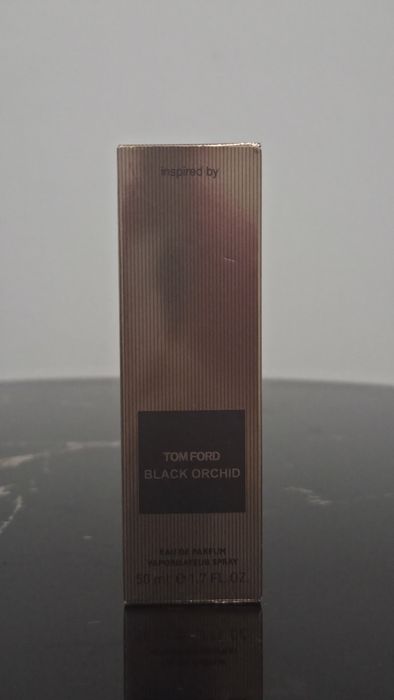 inspired by
TOM FORD
BLACK ORCHID
EAU DE PARFUM
VAPORISATEUR SPRAY
50 ml ℮ 1.7 FL.OZ.